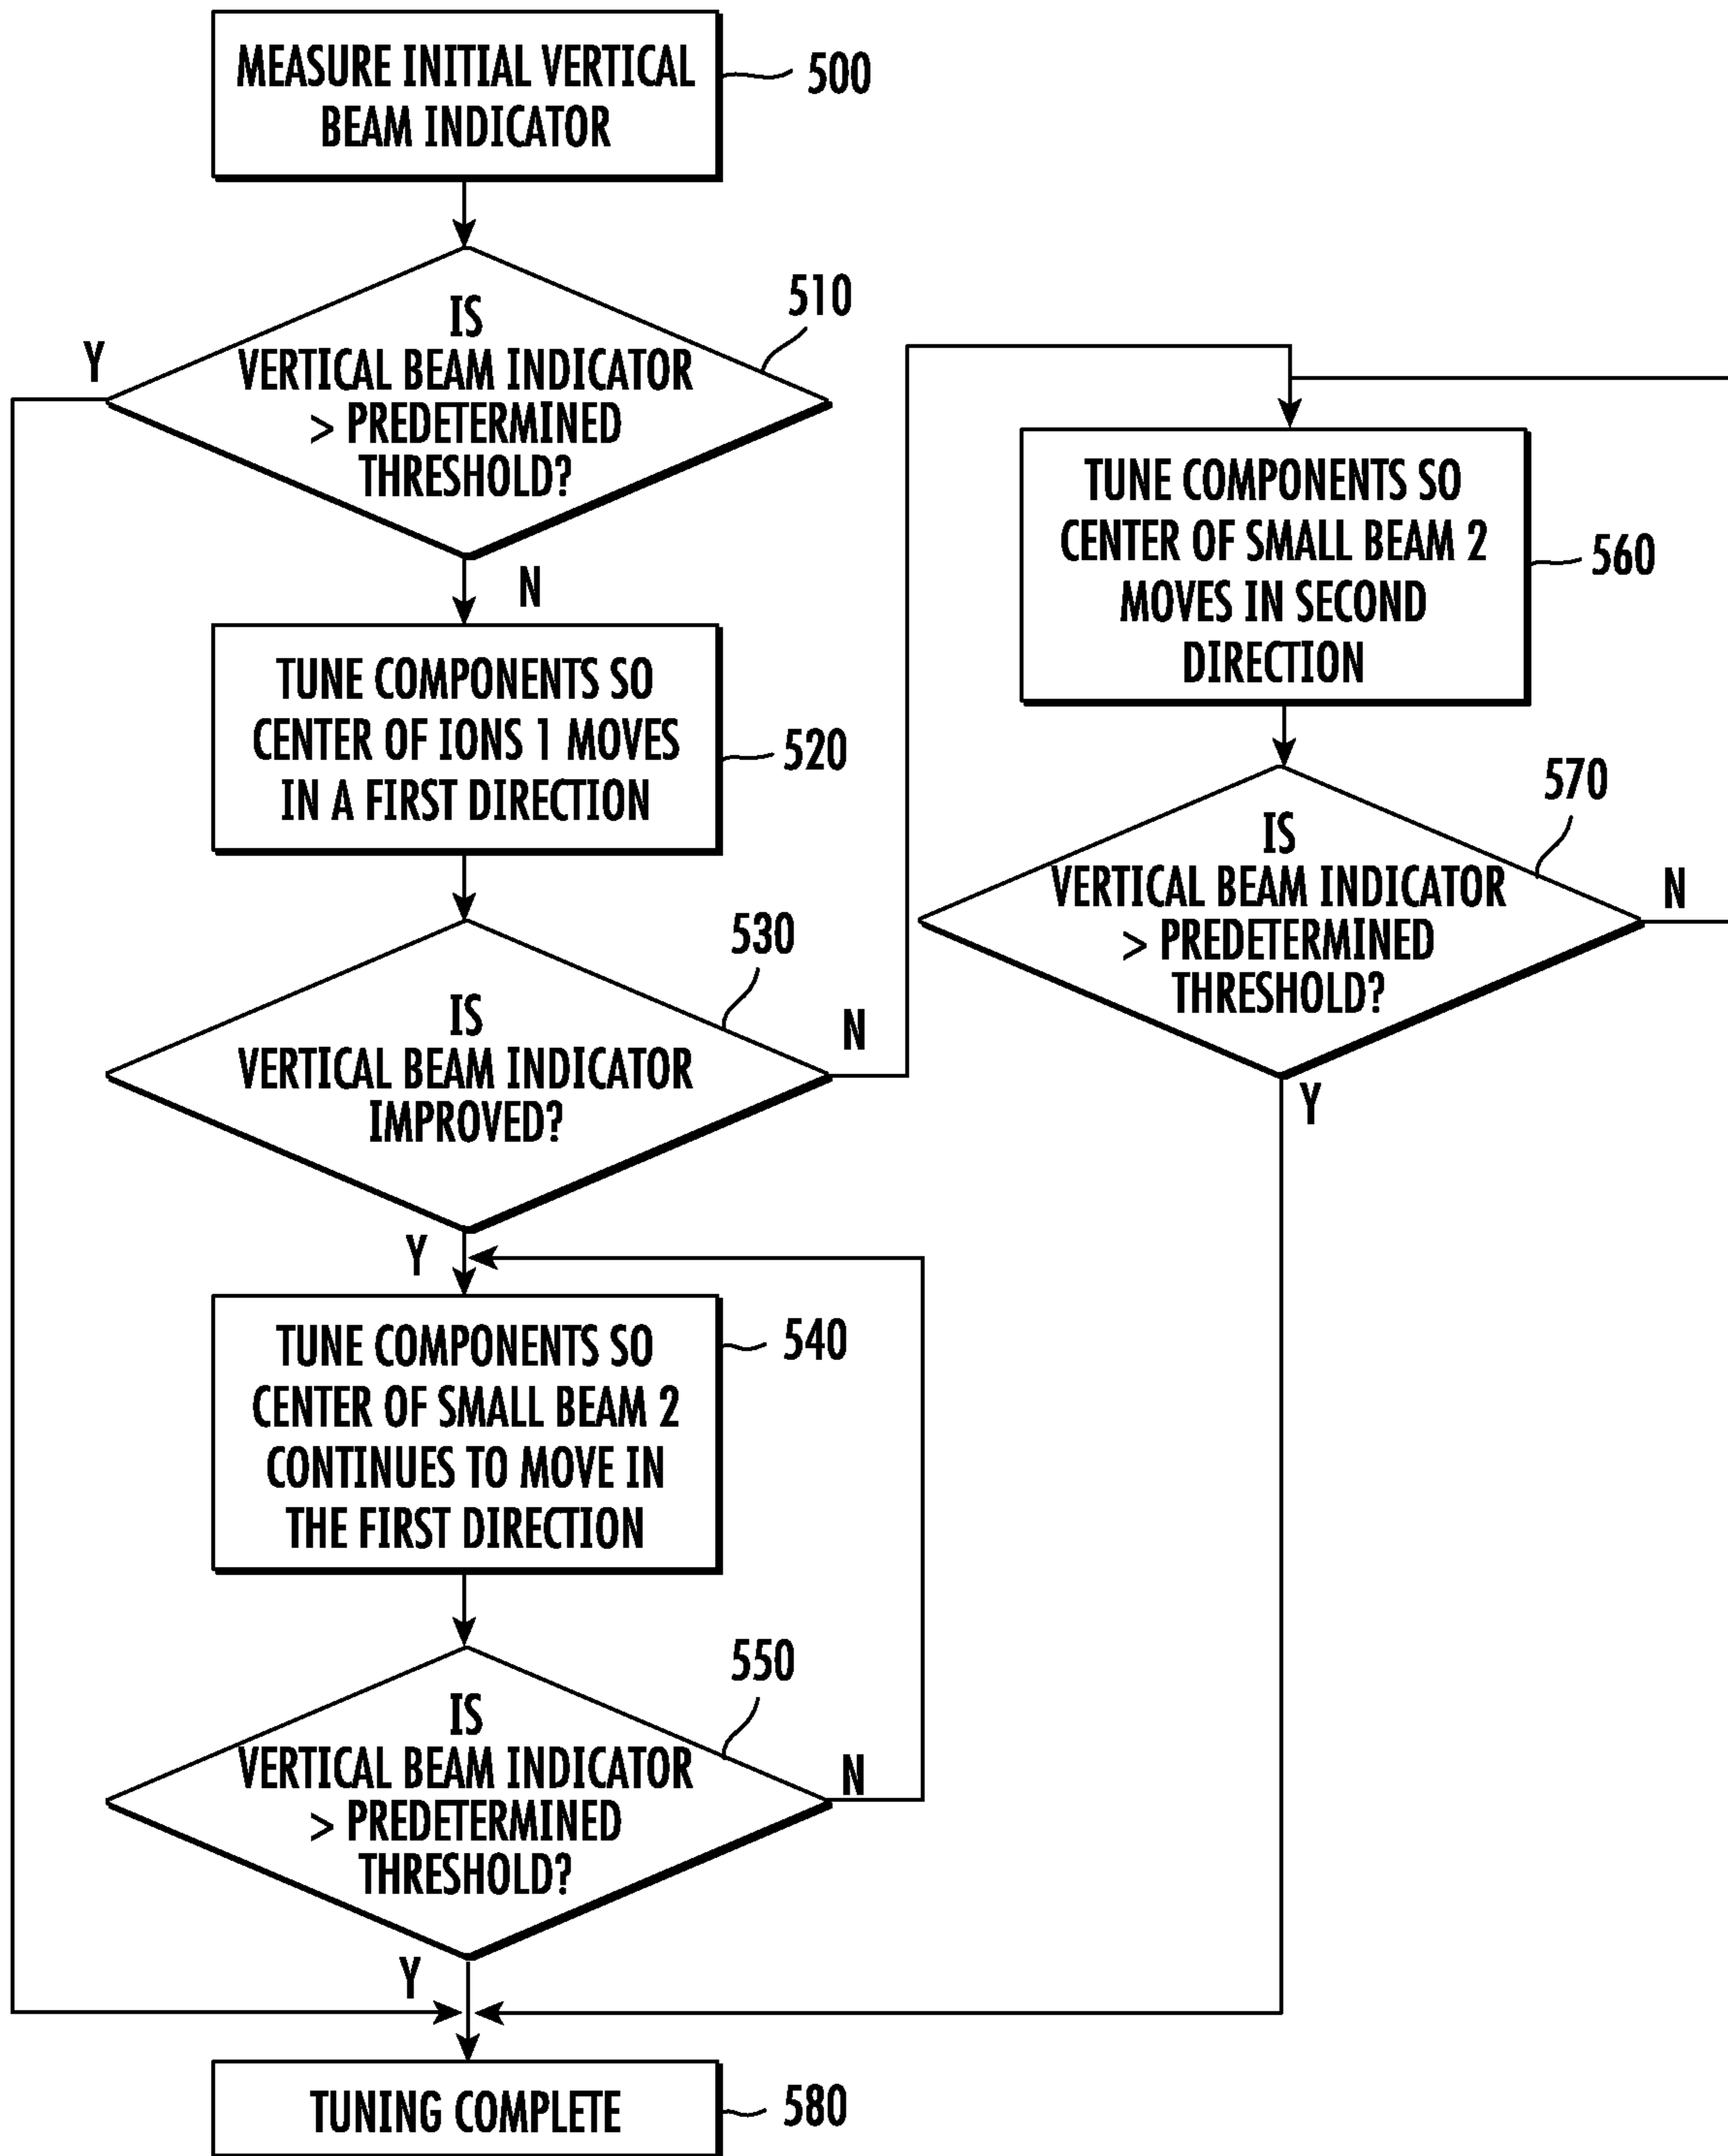 MEASURE INITIAL VERTICAL
BEAM INDICATOR
500
IS
VERTICAL BEAM INDICATOR
> PREDETERMINED
THRESHOLD?
510
Y
N
TUNE COMPONENTS SO
CENTER OF IONS 1 MOVES
IN A FIRST DIRECTION
520
IS
VERTICAL BEAM INDICATOR
IMPROVED?
530
N
Y
TUNE COMPONENTS SO
CENTER OF SMALL BEAM 2
CONTINUES TO MOVE IN
THE FIRST DIRECTION
540
IS
VERTICAL BEAM INDICATOR
> PREDETERMINED
THRESHOLD?
550
N
Y
TUNE COMPONENTS SO
CENTER OF SMALL BEAM 2
MOVES IN SECOND
DIRECTION
560
IS
VERTICAL BEAM INDICATOR
> PREDETERMINED
THRESHOLD?
570
N
Y
TUNING COMPLETE
580